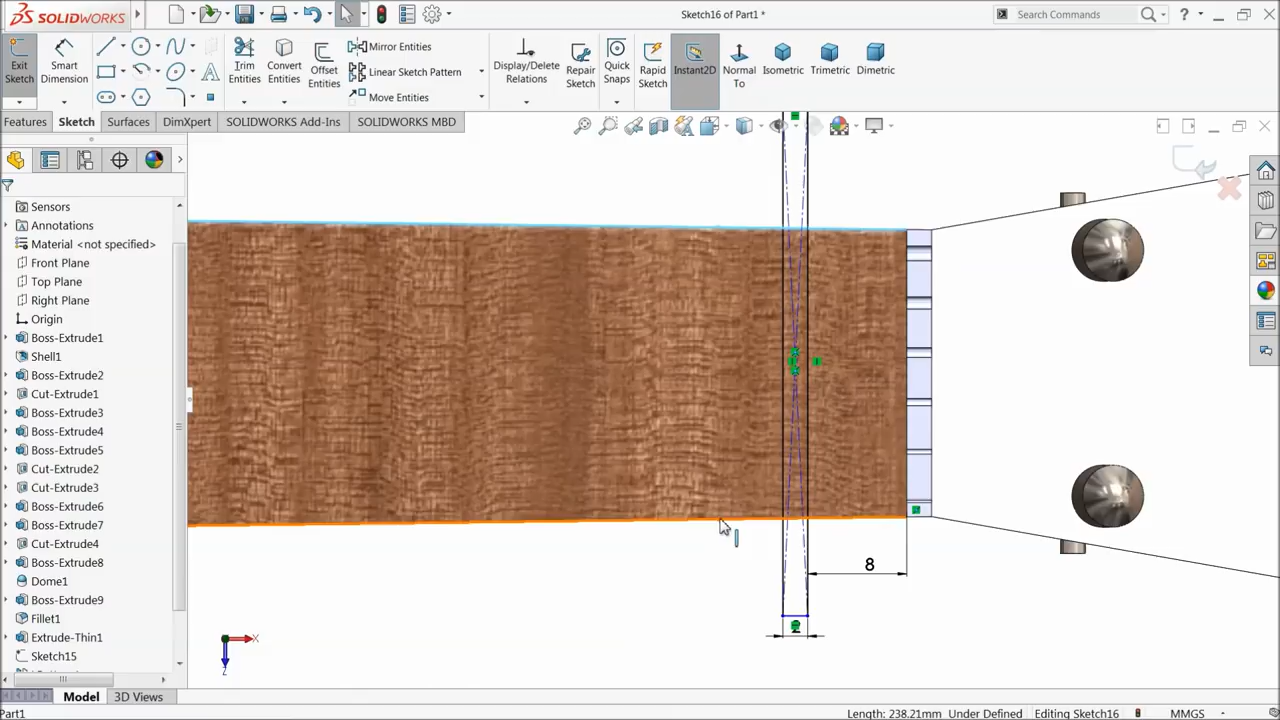 SOLIDWORKS
Sketch16 of Part1 *
Search Commands
?
Exit Sketch
Smart Dimension
Trim Entities
Convert Entities
Offset Entities
Mirror Entities
Linear Sketch Pattern
Move Entities
Display/Delete Relations
Repair Sketch
Quick Snaps
Rapid Sketch
Instant2D
Normal To
Isometric
Trimetric
Dimetric
Features
Sketch
Surfaces
DimXpert
SOLIDWORKS Add-Ins
SOLIDWORKS MBD
Sensors
Annotations
Material <not specified>
Front Plane
Top Plane
Right Plane
Origin
Boss-Extrude1
Shell1
Boss-Extrude2
Cut-Extrude1
Boss-Extrude3
Boss-Extrude4
Boss-Extrude5
Cut-Extrude2
Cut-Extrude3
Boss-Extrude6
Boss-Extrude7
Cut-Extrude4
Boss-Extrude8
Dome1
Boss-Extrude9
Fillet1
Extrude-Thin1
Sketch15
8
2
X
Z
Model
3D Views
Part1
Length: 238.21mm
Under Defined
Editing Sketch16
MMGS